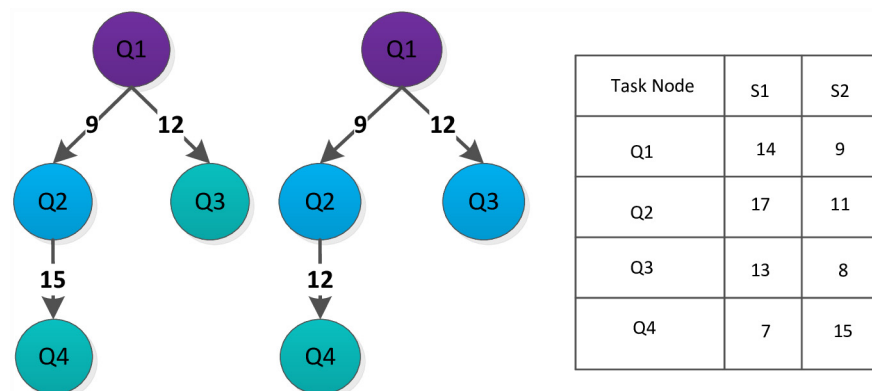 Q1
9 12
Q2 Q3
15
Q4
Q1
9 12
Q2 Q3
12
Q4
Task Node S1 S2
Q1 14 9
Q2 17 11
Q3 13 8
Q4 7 15